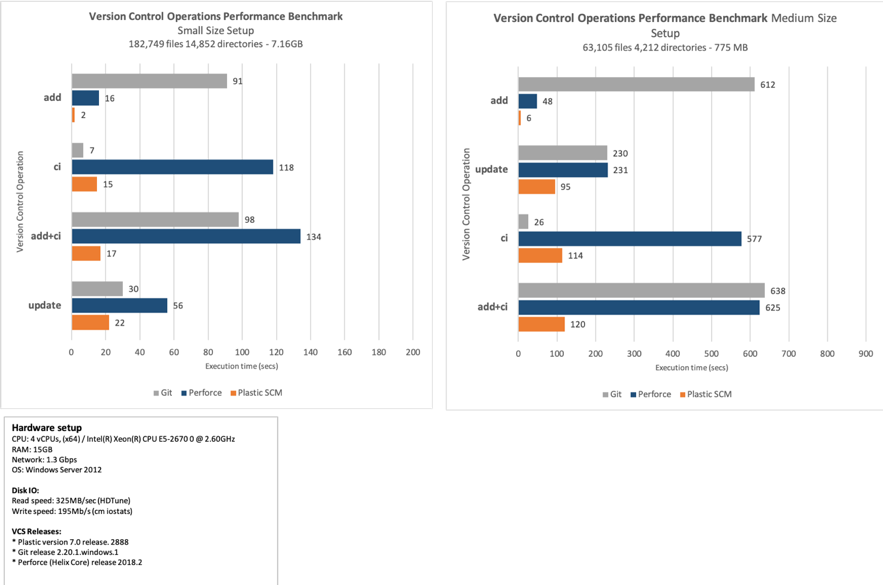 Version Control Operations Performance Benchmark
Small Size Setup
182,749 files 14,852 directories - 7.16GB
Version Control Operation
add
91
16
2
ci
7
118
15
add+ci
98
134
17
update
30
56
22
0 20 40 60 80 100 120 140 160 180 200
Execution time (secs)
Git Perforce Plastic SCM
Version Control Operations Performance Benchmark Medium Size
Setup
63,105 files 4,212 directories - 775 MB
Version Control Operation
add
612
48
6
update
230
231
95
ci
26
577
114
add+ci
638
625
120
0 100 200 300 400 500 600 700 800 900
Execution time (secs)
Git Perforce Plastic SCM
Hardware setup
CPU: 4 vCPUs, (x64) / Intel(R) Xeon(R) CPU E5-2670 0 @ 2.60GHz
RAM: 15GB
Network: 1.3 Gbps
OS: Windows Server 2012
Disk IO:
Read speed: 325MB/sec (HDTune)
Write speed: 195Mb/s (cm iostats)
VCS Releases:
* Plastic version 7.0 release. 2888
* Git release 2.20.1.windows.1
* Perforce (Helix Core) release 2018.2